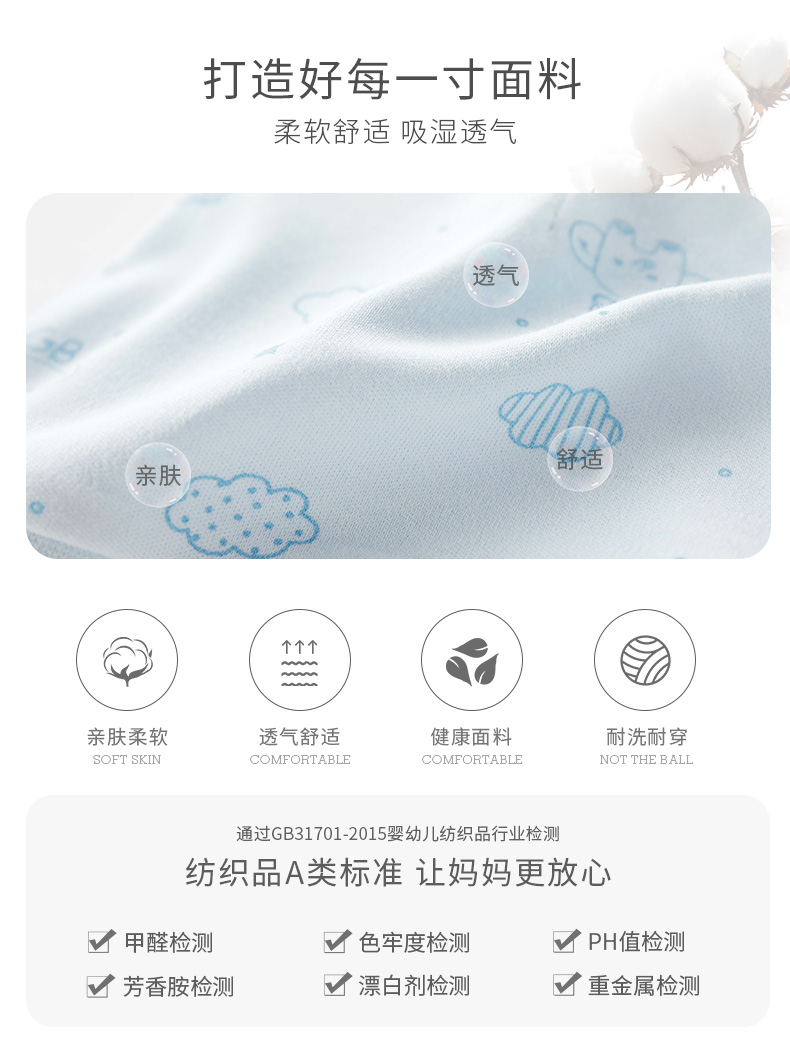 打造好每一寸面料
柔软舒适 吸湿透气
透气
舒适
亲肤
亲肤柔软
SOFT SKIN
透气舒适
COMFORTABLE
健康面料
COMFORTABLE
耐洗耐穿
NOT THE BALL
通过GB31701-2015婴幼儿纺织品行业检测
纺织品A类标准 让妈妈更放心
甲醛检测
色牢度检测
PH值检测
芳香胺检测
漂白剂检测
重金属检测